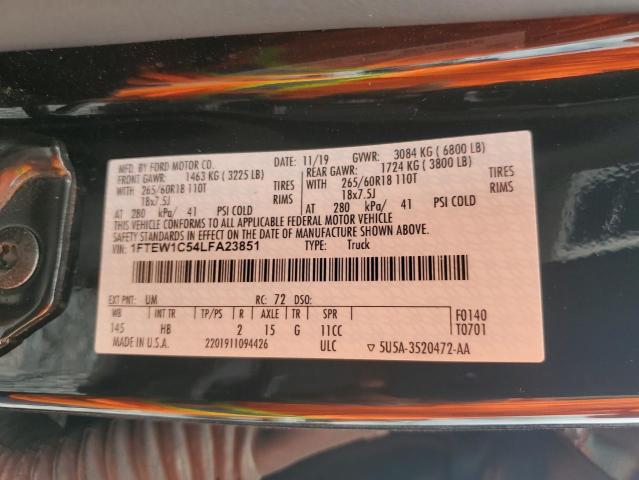 MFD. BY FORD MOTOR CO. 11/19 GVWR: 3084 KG ( 6800 LB)
FRONT GAWR: 1463 KG ( 3225 LB) REAR GAWR: 1724 KG ( 3800 LB)
WITH 265/60R18 110T TIRES WITH 265/60R18 110T TIRES
18x7.5J RIMS 18x7.5J RIMS
AT 280 kPa/ 41 PSI COLD AT 280 kPa/ 41 PSI COLD
THIS VEHICLE CONFORMS TO ALL APPLICABLE FEDERAL MOTOR VEHICLE
SAFETY STANDARDS IN EFFECT ON THE DATE OF MANUFACTURE SHOWN ABOVE.
VIN: 1FTEW1C54LFA23851 TYPE: Truck
EXT PNT: UM RC: 72 DSO:
WB INT TR TP/PS R AXLE TR SPR F0140
145 HB 2 15 G 11CC T0701
MADE IN U.S.A. 2201911094426 ULC ▽ 5U5A-3520472-AA